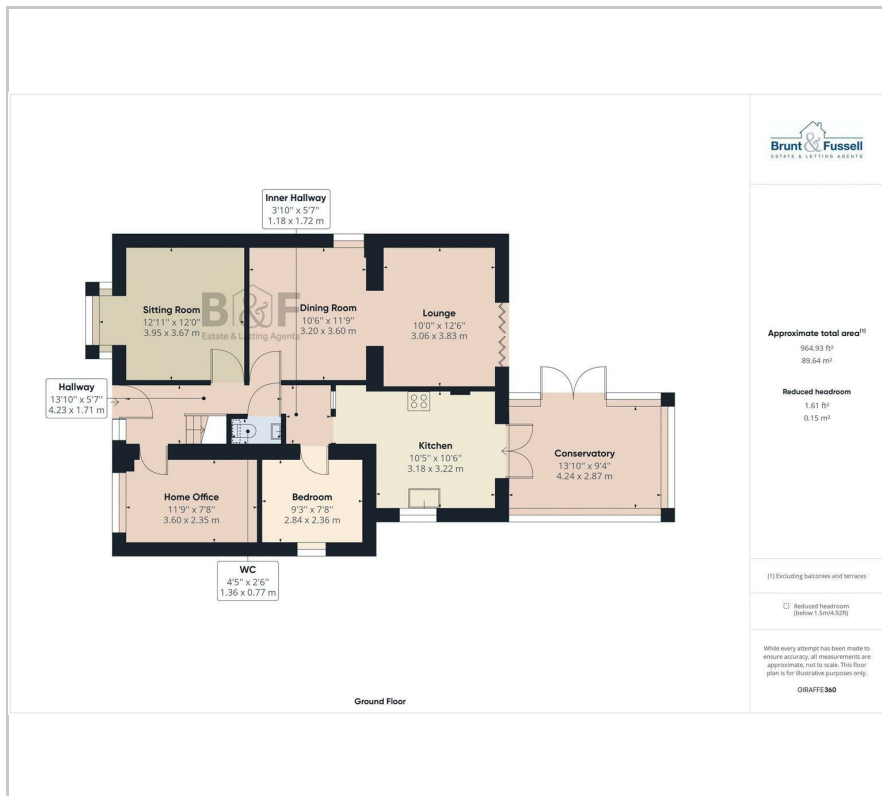 Brunt & Fussell
ESTATE & LETTING AGENTS
Inner Hallway
3'10" x 5'7"
1.18 x 1.72 m
B&F
Estate & Letting Agents
Sitting Room
12'11" x 12'0"
3.95 x 3.67 m
Dining Room
10'6" x 11'9"
3.20 x 3.60 m
Lounge
10'0" x 12'6"
3.06 x 3.83 m
Hallway
13'10" x 5'7"
4.23 x 1.71 m
Kitchen
10'5" x 10'6"
3.18 x 3.22 m
Conservatory
13'10" x 9'4"
4.24 x 2.87 m
Home Office
11'9" x 7'8"
3.60 x 2.35 m
Bedroom
9'3" x 7'8"
2.84 x 2.36 m
WC
4'5" x 2'6"
1.36 x 0.77 m
Ground Floor
Approximate total area(1)
964.93 ft²
89.64 m²
Reduced headroom
1.61 ft²
0.15 m²
(1) Excluding balconies and terraces
Reduced headroom
(below 1.5m/4.92ft)
While every attempt has been made to
ensure accuracy, all measurements are
approximate, not to scale. This floor
plan is for illustrative purposes only.
GIRAFFE360